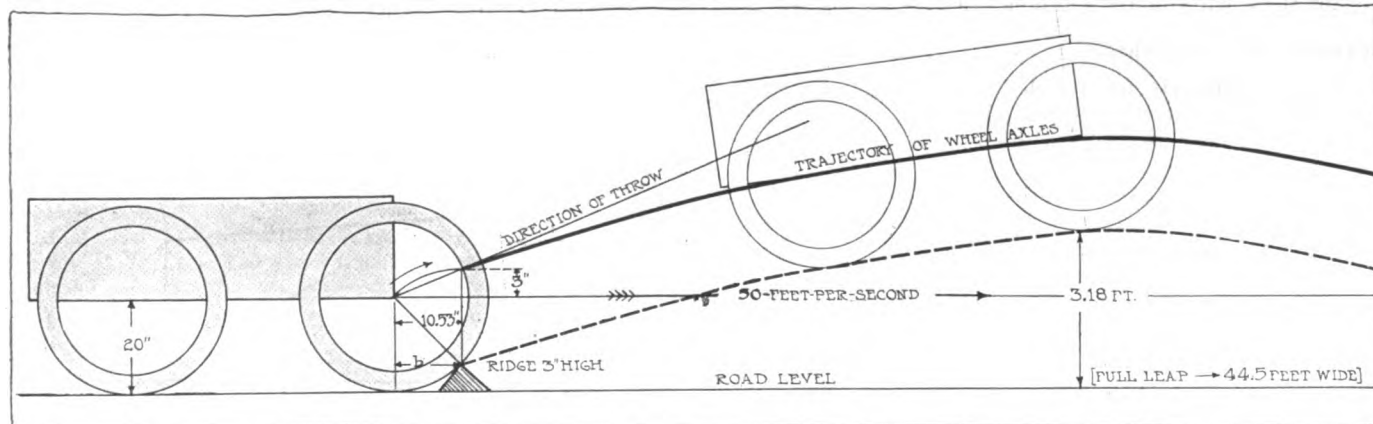 DIRECTION OF THROW
TRAJECTORY OF WHEEL AXLES
3"
50-FEET-PER-SECOND
3.18 FT.
10.53"
20"
b
RIDGE 3" HIGH
ROAD LEVEL
[FULL LEAP → 44.5 FEET WIDE]